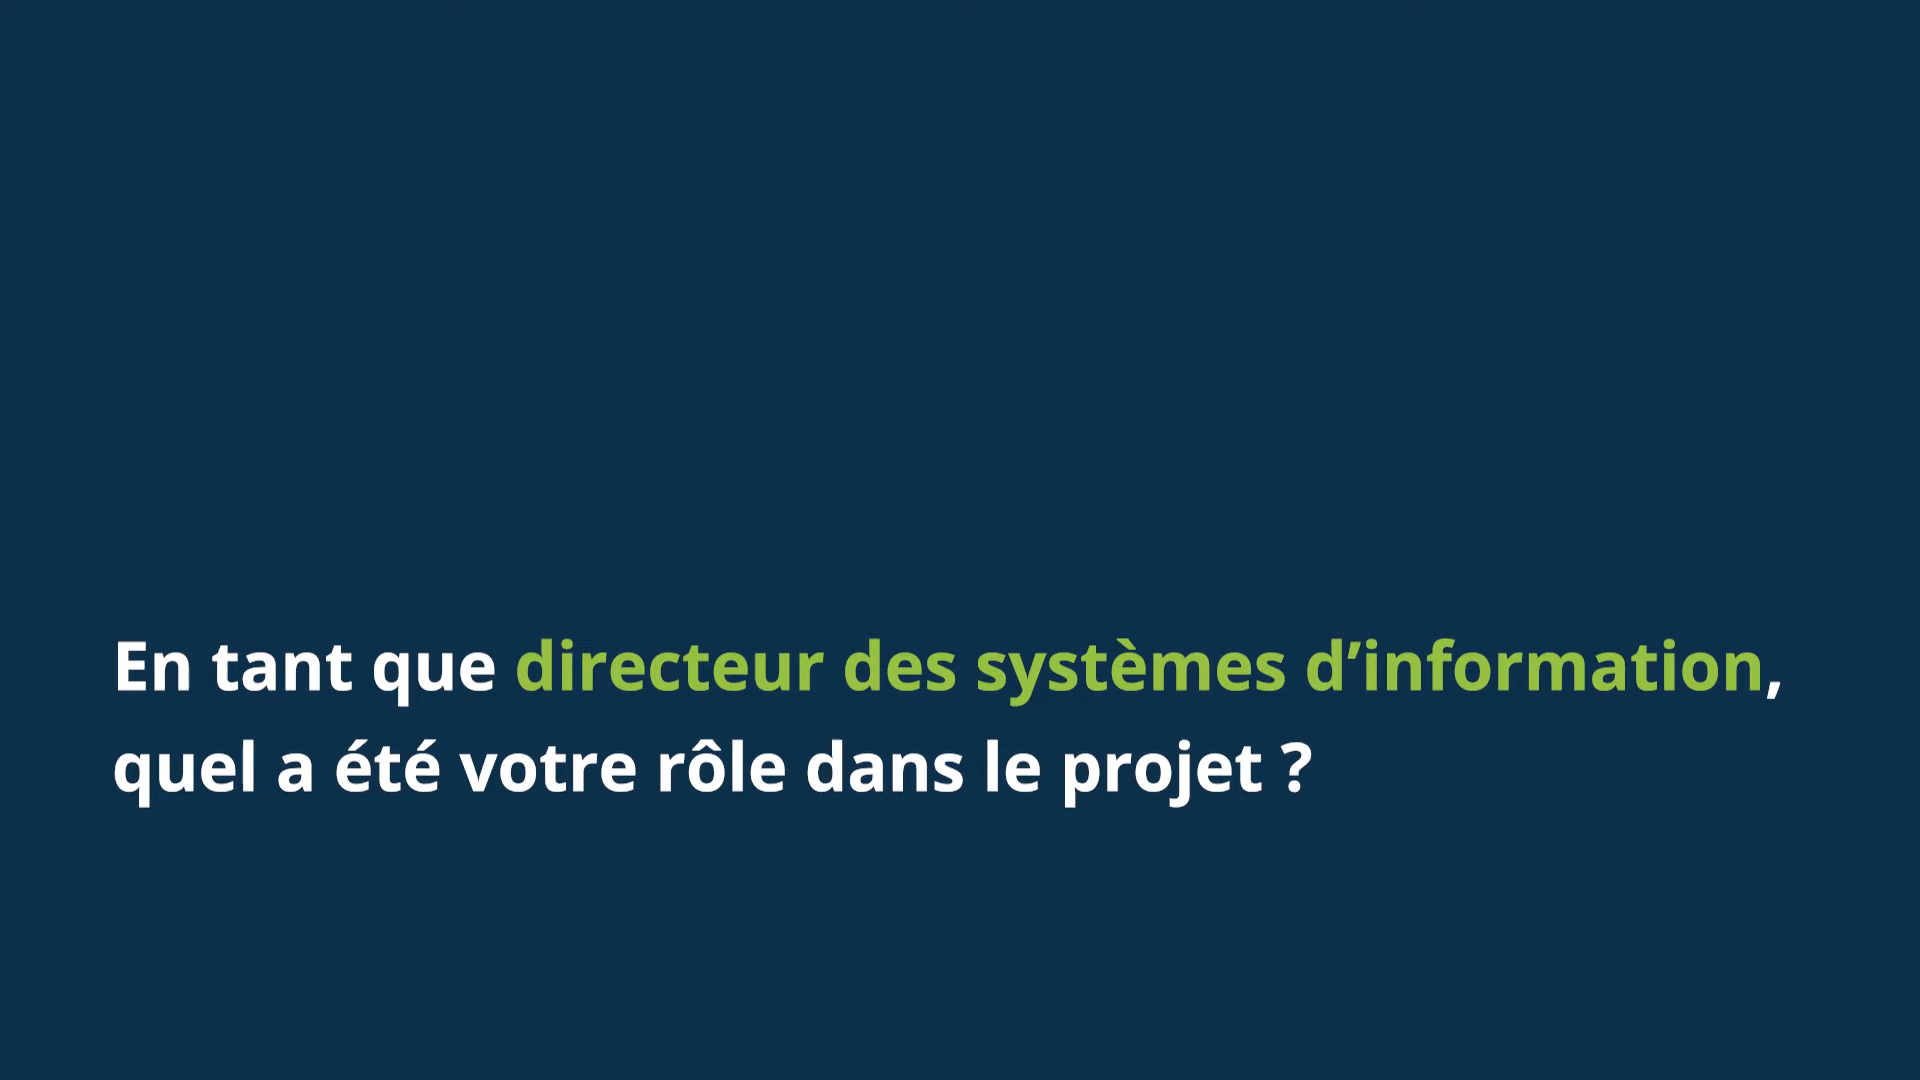 En tant que directeur des systèmes d’information,
quel a été votre rôle dans le projet ?